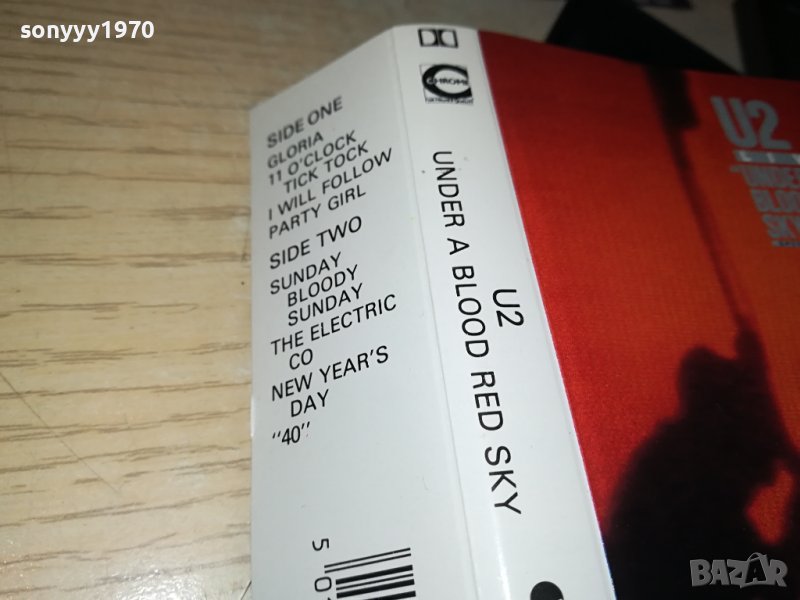 sonyyy1970
SIDE ONE
GLORIA
11 O'CLOCK
TICK TOCK
I WILL FOLLOW
PARTY GIRL
SIDE TWO
SUNDAY
BLOODY
SUNDAY
THE ELECTRIC
CO
NEW YEAR'S
DAY
"40"
CHROME
U2
UNDER A BLOOD RED SKY
U2
BAZAR